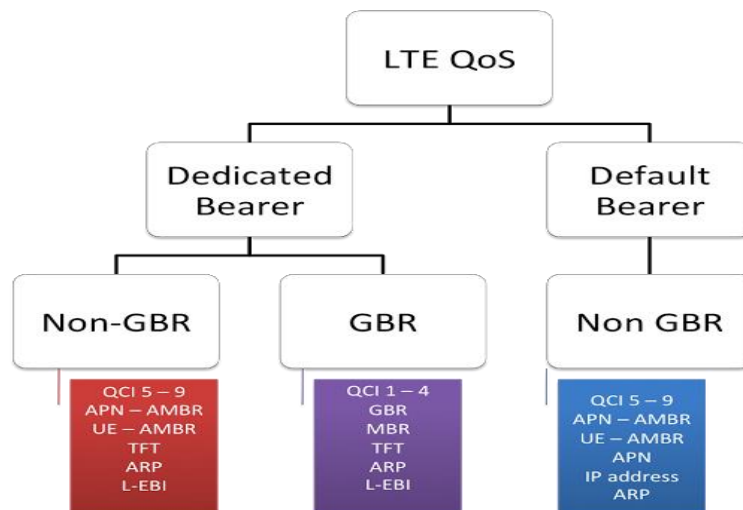 LTE QoS
Dedicated
Bearer
Default
Bearer
Non-GBR
GBR
Non GBR
QCI 5 – 9
APN – AMBR
UE – AMBR
TFT
ARP
L-EBI
QCI 1 – 4
GBR
MBR
TFT
ARP
L-EBI
QCI 5 – 9
APN – AMBR
UE – AMBR
APN
IP address
ARP